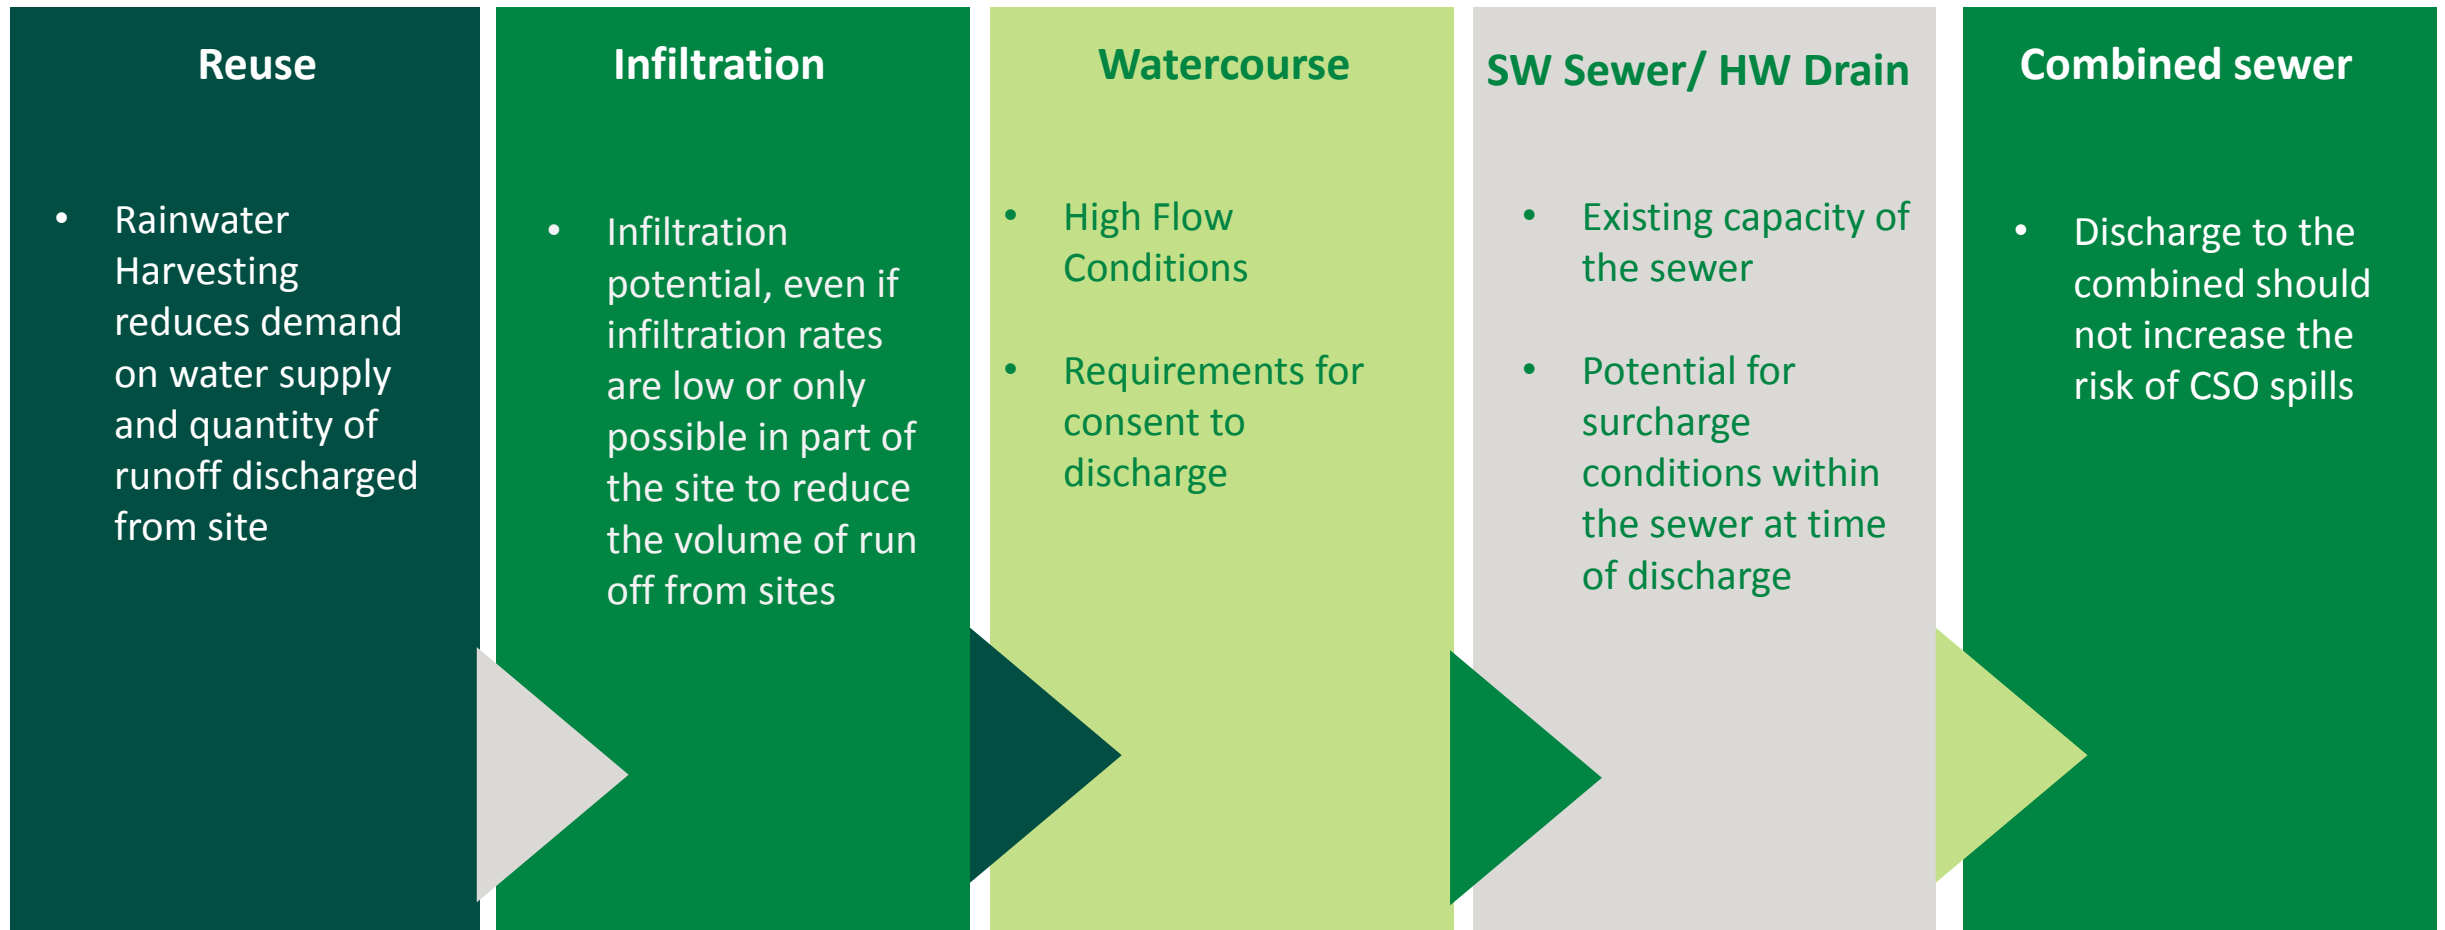 Reuse
• Rainwater
Harvesting
reduces demand
on water supply
and quantity of
runoff discharged
from site
Infiltration
• Infiltration
potential, even if
infiltration rates
are low or only
possible in part of
the site to reduce
the volume of run
off from sites
Watercourse
• High Flow
Conditions
• Requirements for
consent to
discharge
SW Sewer/ HW Drain
• Existing capacity of
the sewer
• Potential for
surcharge
conditions within
the sewer at time
of discharge
Combined sewer
• Discharge to the
combined should
not increase the
risk of CSO spills